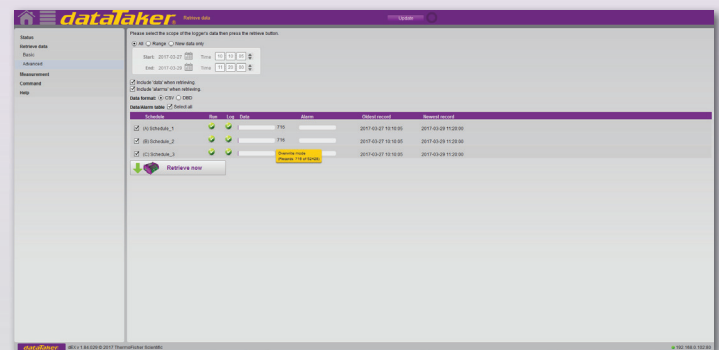 dataTaker Retrieve data Update
Status
Retrieve data
Basic
Advanced
Measurement
Command
Help
Please select the scope of the logger's data then press the retrieve button.
All Range New data only
Start 2017-03-27 Time 10 10 05
End 2017-03-29 Time 11 20 00
Include 'data' when retrieving.
Include 'alarms' when retrieving.
Data format: CSV DBD
Data/Alarm table: Select all
Schedule Run Log Data Alarm Oldest record Newest record
(A) Schedule_1 2017-03-27 10:10:05 2017-03-29 11:20:00
(B) Schedule_2 2017-03-27 10:10:05 2017-03-29 11:20:00
(C) Schedule_3 2017-03-27 10:10:05 2017-03-29 11:20:00
Overwrite mode
Retrieve now
dataTaker dEX v 1.64.020 © 2017 ThermoFisher Scientific